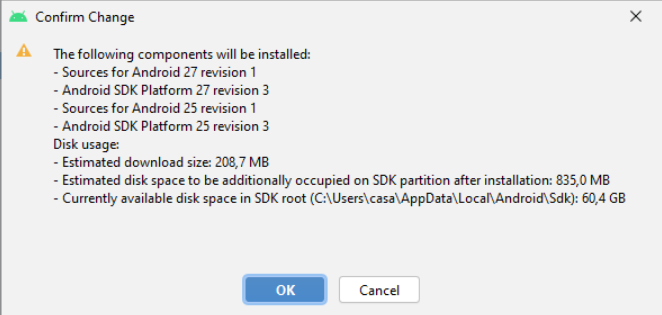 Confirm Change
The following components will be installed:
- Sources for Android 27 revision 1
- Android SDK Platform 27 revision 3
- Sources for Android 25 revision 1
- Android SDK Platform 25 revision 3
Disk usage:
- Estimated download size: 208,7 MB
- Estimated disk space to be additionally occupied on SDK partition after installation: 835,0 MB
- Currently available disk space in SDK root (C:\Users\casa\AppData\Local\Android\Sdk): 60,4 GB
OK
Cancel